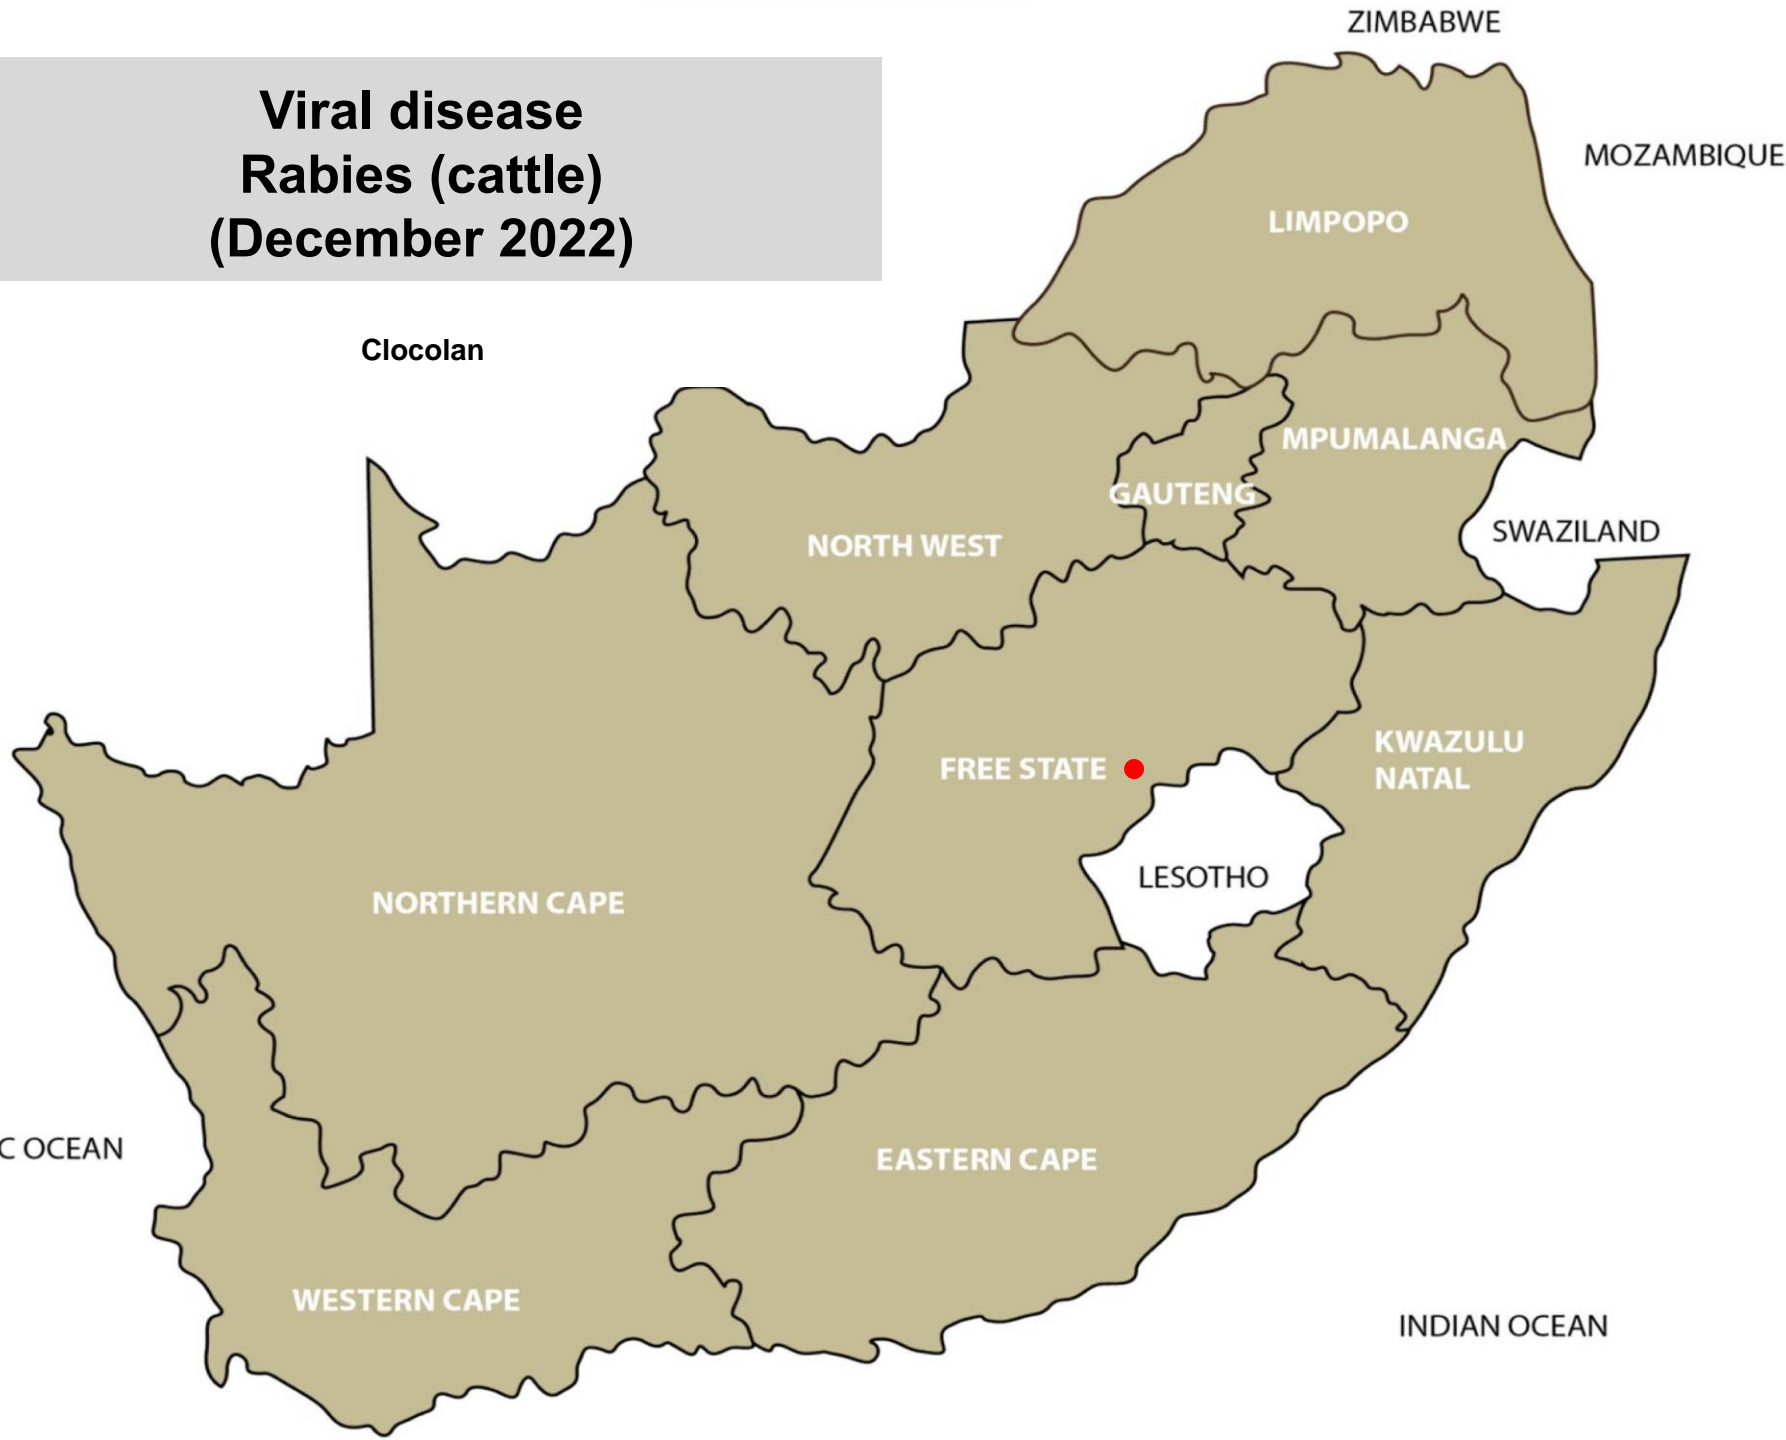 ZIMBABWE
Viral disease
Rabies (cattle)
(December 2022)
MOZAMBIQUE
LIMPOPO
Clocolan
MPUMALANGA
GAUTENG
SWAZILAND
NORTH WEST
KWAZULU
NATAL
FREE STATE
LESOTHO
NORTHERN CAPE
C OCEAN
EASTERN CAPE
WESTERN CAPE
INDIAN OCEAN